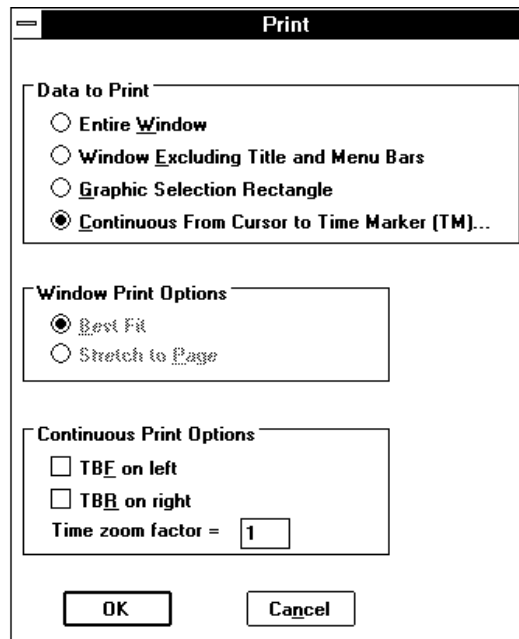 Print
Data to Print
Entire Window
Window Excluding Title and Menu Bars
Graphic Selection Rectangle
Continuous From Cursor to Time Marker (TM)...
Window Print Options
Best Fit
Stretch to Page
Continuous Print Options
TBF on left
TBR on right
Time zoom factor = 1
OK Cancel